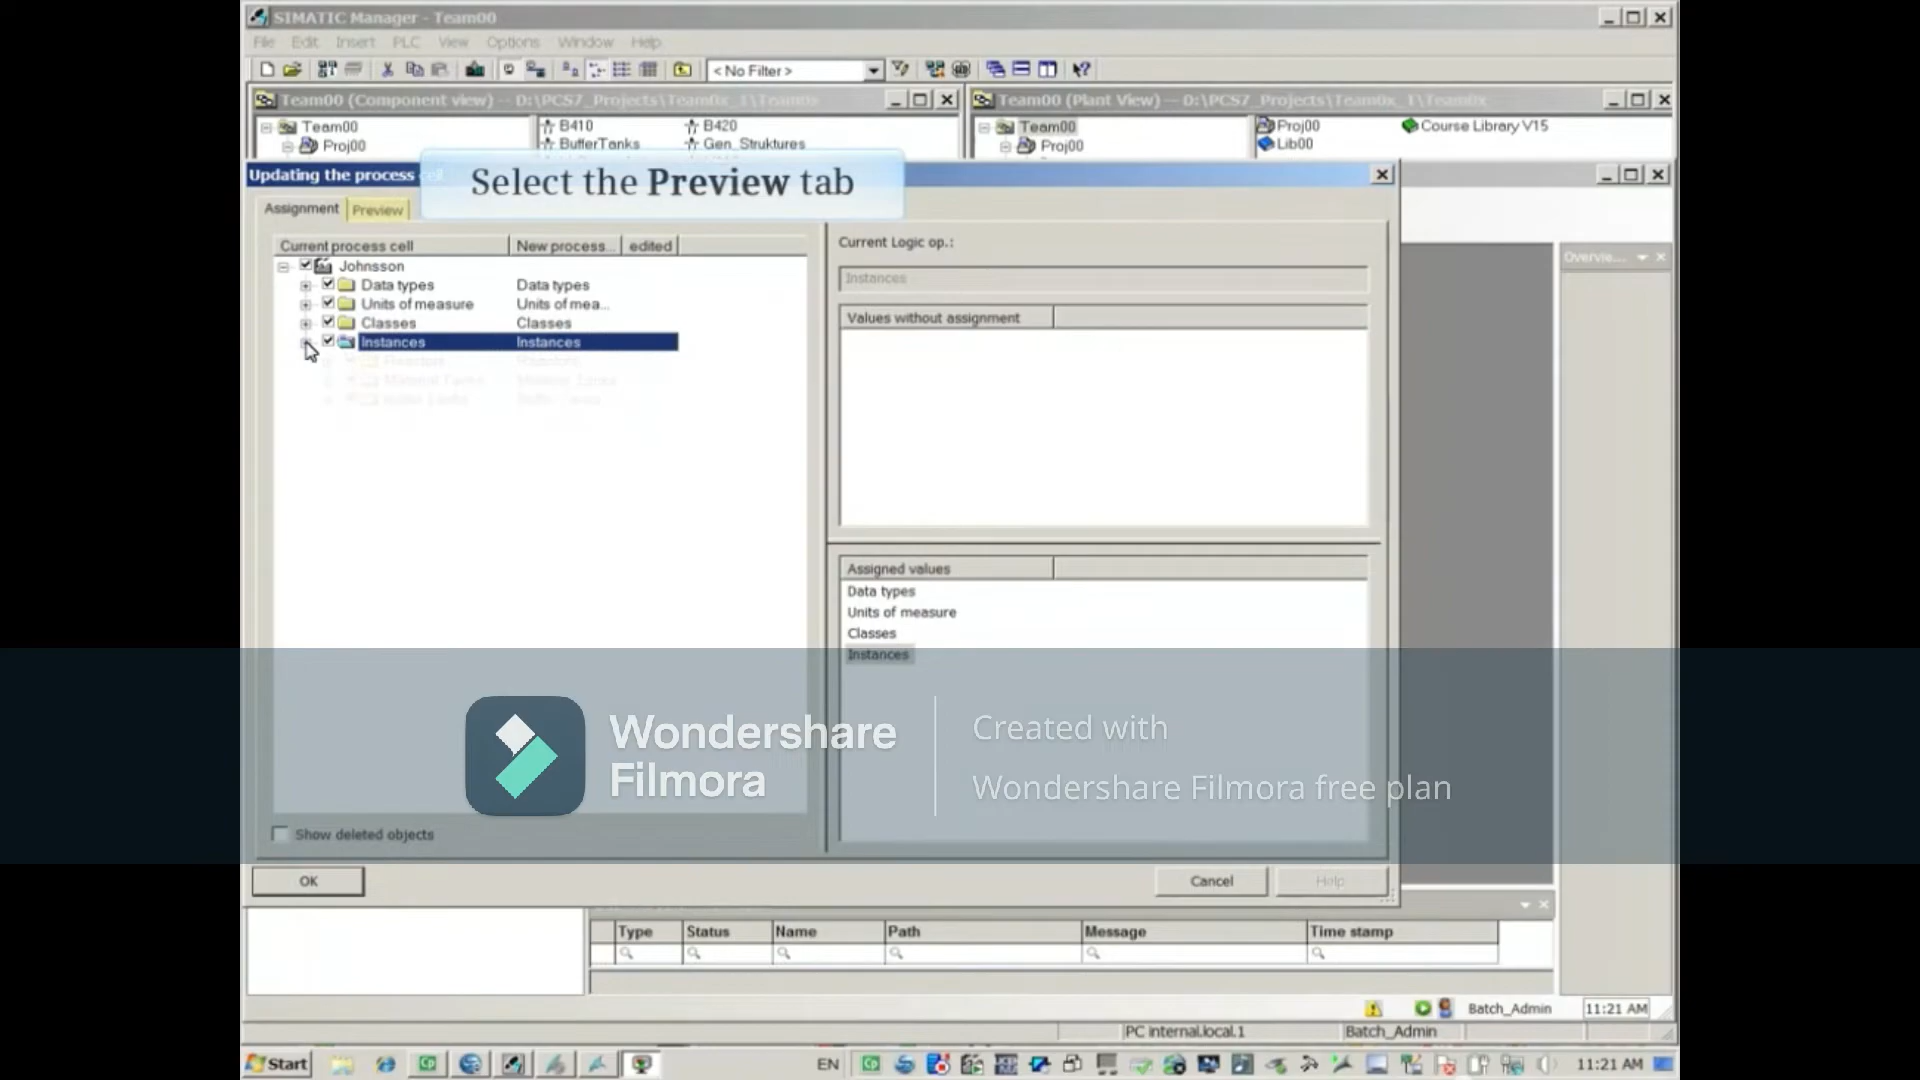 SIMATIC Manager - Team00
File Edit Insert PLC View Options Window Help
< No Filter >
Team00 (Component view) -- D:\PCS7_Projects\Team0x_1\Team0x
Team00 (Plant View) -- D:\PCS7_Projects\Team0x_1\Team0x
Team00
Proj00
B410 B420
BufferTanks Gen_Struktures
Team00
Proj00
Proj00 Course Library V15
Lib00
Updating the process
Select the Preview tab
Assignment Preview
Current process cell New process... edited
Johnsson
Data types Data types
Units of measure Units of mea...
Classes Classes
Instances Instances
Material Tanks
Current Logic op.:
Instances
Values without assignment
Assigned values
Data types
Units of measure
Classes
Instances
Overvie...
Wondershare
Filmora
Created with
Wondershare Filmora free plan
Show deleted objects
OK Cancel Help
Type Status Name Path Message Time stamp
Batch_Admin 11:21 AM
PC internal.local.1 Batch_Admin
Start EN 11:21 AM